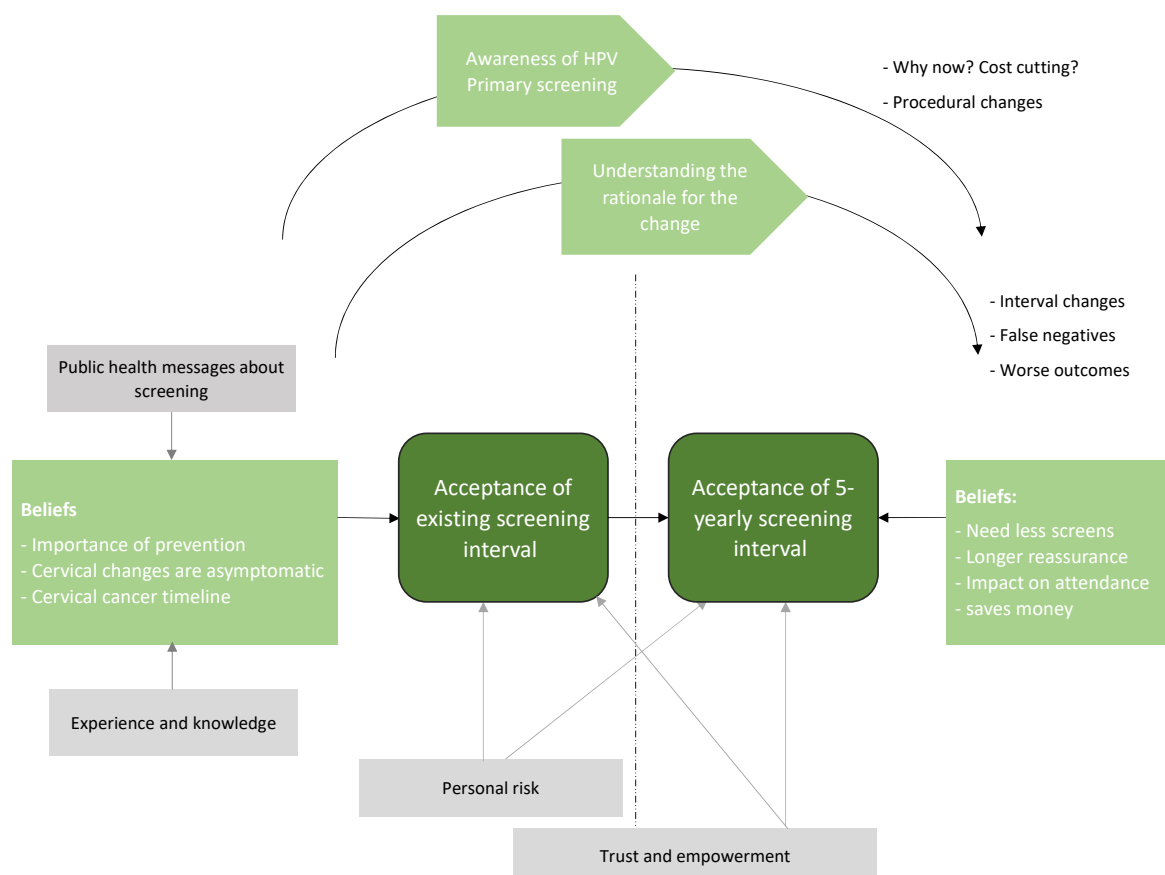 Awareness of HPV
Primary screening
- Why now? Cost cutting?
- Procedural changes
Understanding the
rationale for the
change
- Interval changes
- False negatives
- Worse outcomes
Public health messages about
screening
Beliefs
- Importance of prevention
- Cervical changes are asymptomatic
- Cervical cancer timeline
Acceptance of
existing screening
interval
Acceptance of 5-
yearly screening
interval
Beliefs:
- Need less screens
- Longer reassurance
- Impact on attendance
- saves money
Experience and knowledge
Personal risk
Trust and empowerment